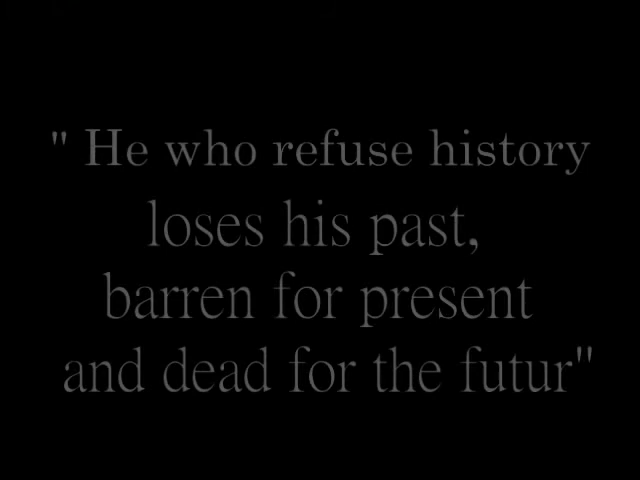 " He who refuse history
loses his past,
barren for present
and dead for the futur"